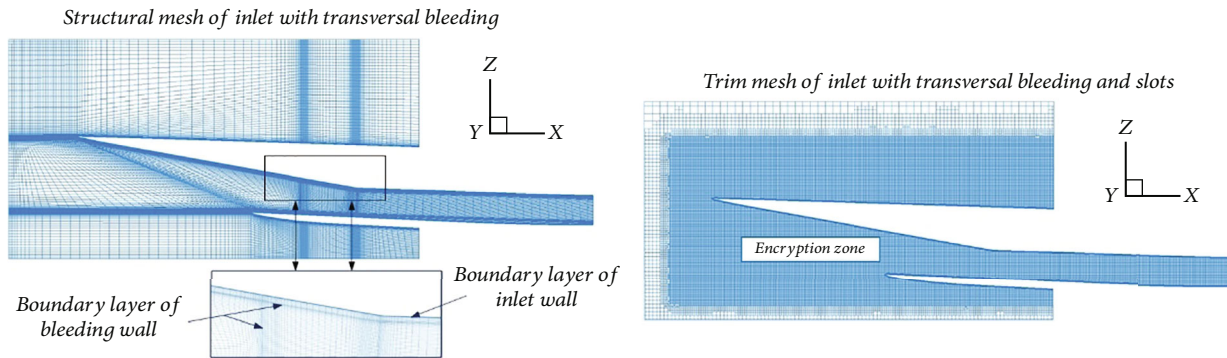 Structural mesh of inlet with transversal bleeding
Z
Y
X
Boundary layer of
bleeding wall
Boundary layer of
inlet wall
Trim mesh of inlet with transversal bleeding and slots
Z
Y
X
Encryption zone